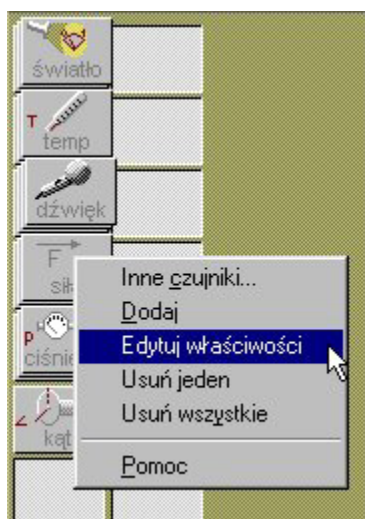 światło
T
temp
dźwięk
F
sił
p
ciśnie
kąt
Inne czujniki...
Dodaj
Edytuj właściwości
Usuń jeden
Usuń wszystkie
Pomoc